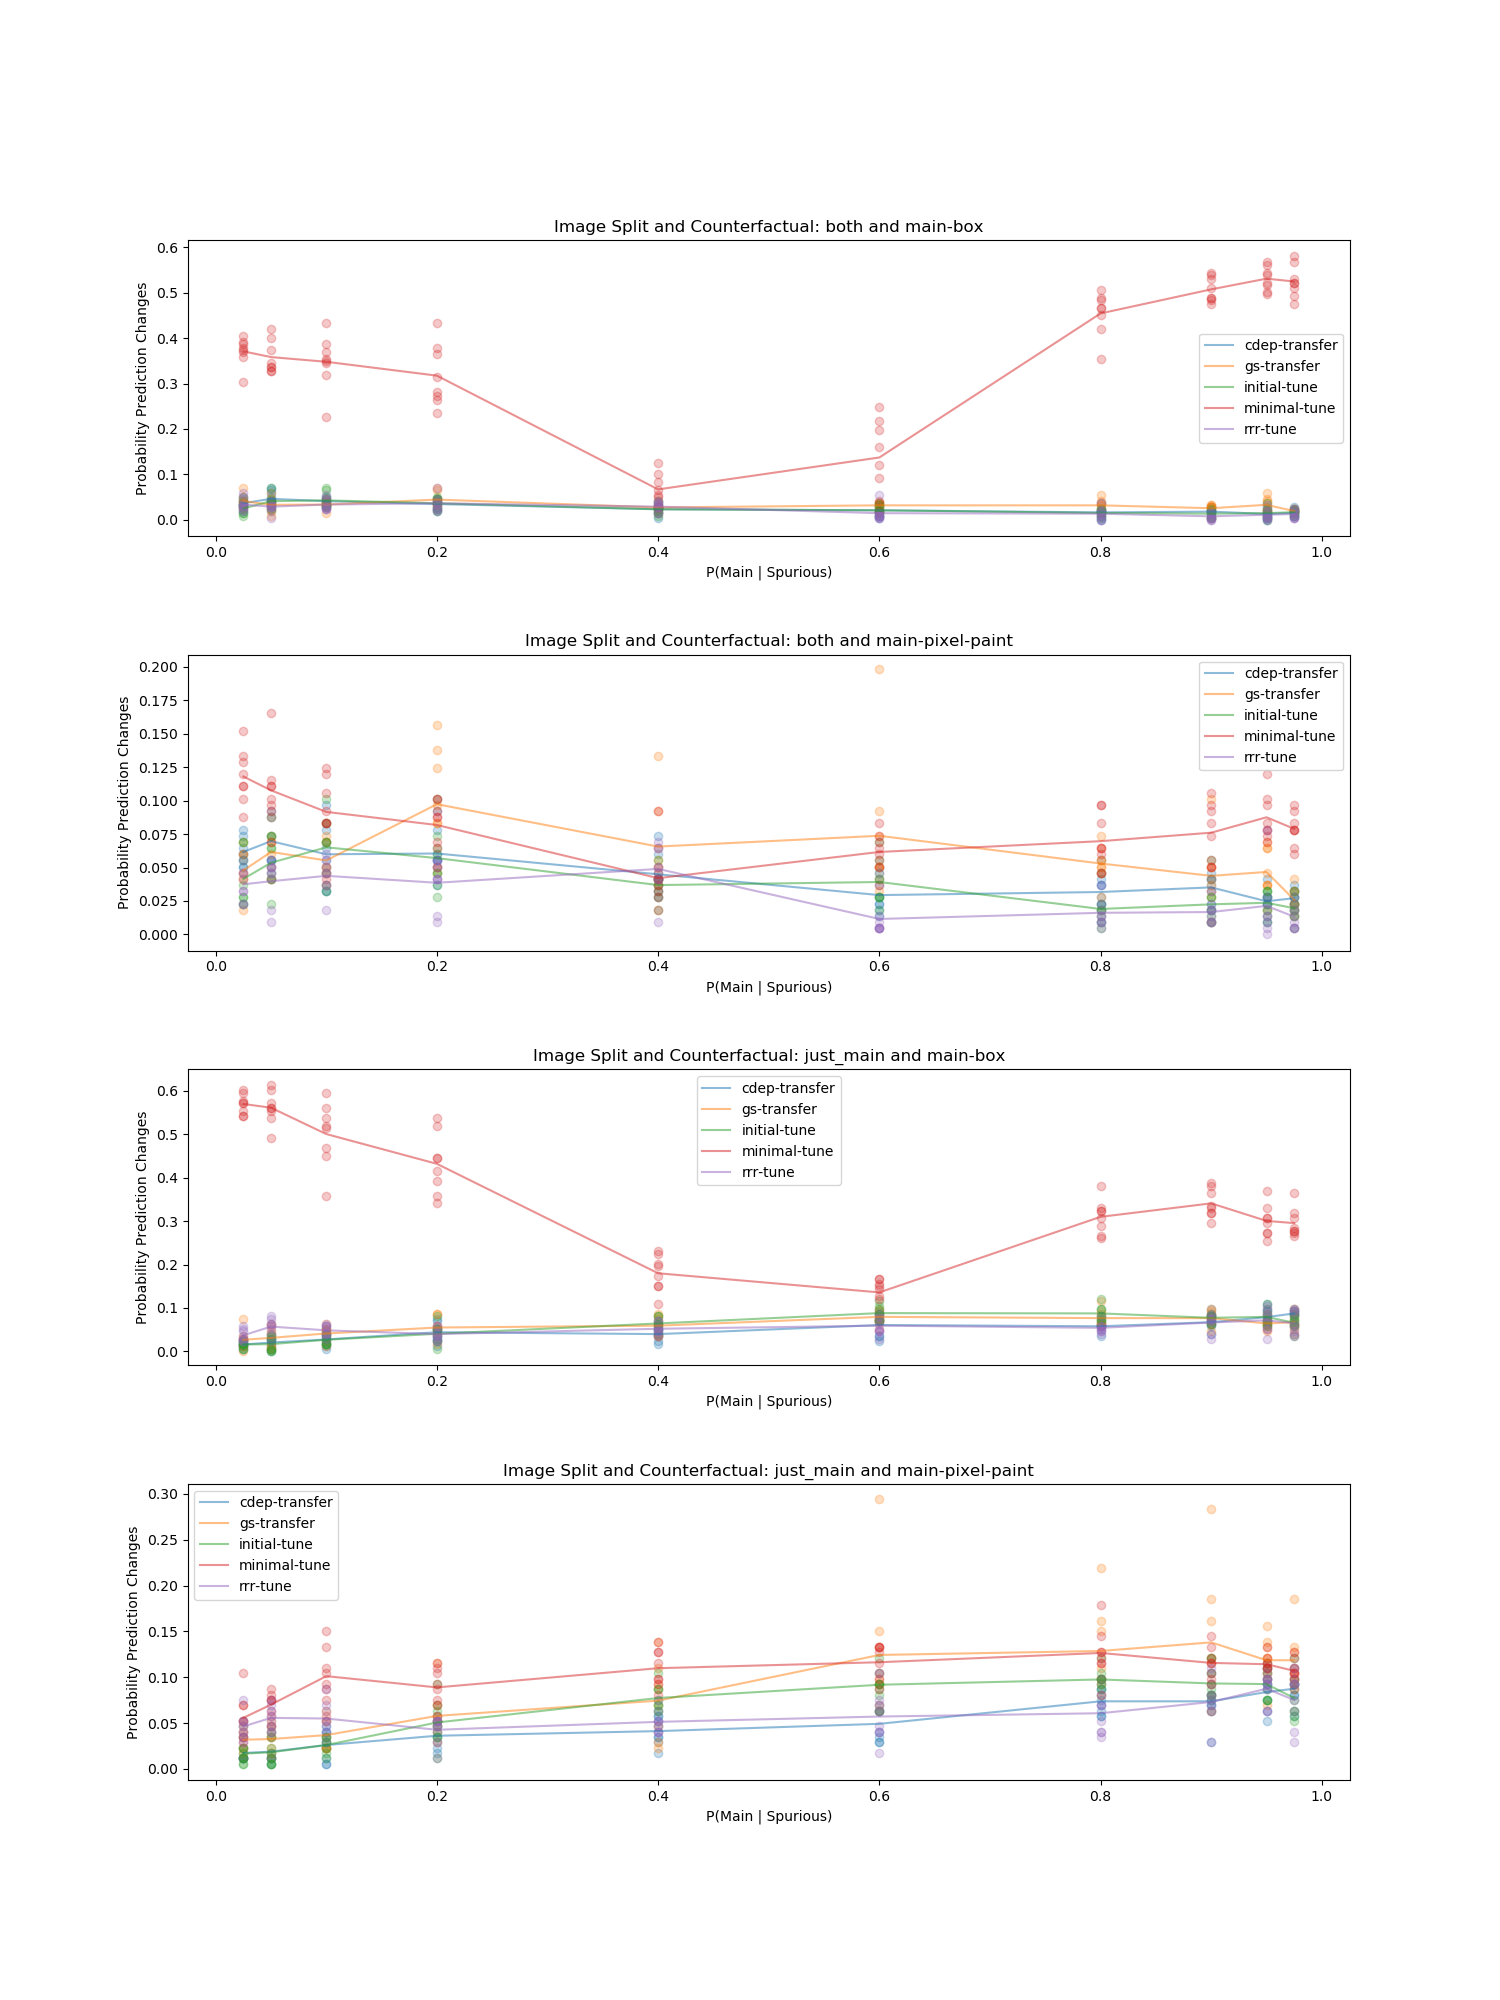 Image Split and Counterfactual: both and main-box
0.6
0.5
0.4
0.3
0.2
0.1
0.0
Probability Prediction Changes
cdep-transfer
gs-transfer
initial-tune
minimal-tune
rrr-tune
0.0 0.2 0.4 0.6 0.8 1.0
P(Main | Spurious)
Image Split and Counterfactual: both and main-pixel-paint
0.200
0.175
0.150
0.125
0.100
0.075
0.050
0.025
0.000
Probability Prediction Changes
cdep-transfer
gs-transfer
initial-tune
minimal-tune
rrr-tune
0.0 0.2 0.4 0.6 0.8 1.0
P(Main | Spurious)
Image Split and Counterfactual: just_main and main-box
0.6
0.5
0.4
0.3
0.2
0.1
0.0
Probability Prediction Changes
cdep-transfer
gs-transfer
initial-tune
minimal-tune
rrr-tune
0.0 0.2 0.4 0.6 0.8 1.0
P(Main | Spurious)
Image Split and Counterfactual: just_main and main-pixel-paint
0.30
0.25
0.20
0.15
0.10
0.05
0.00
Probability Prediction Changes
cdep-transfer
gs-transfer
initial-tune
minimal-tune
rrr-tune
0.0 0.2 0.4 0.6 0.8 1.0
P(Main | Spurious)